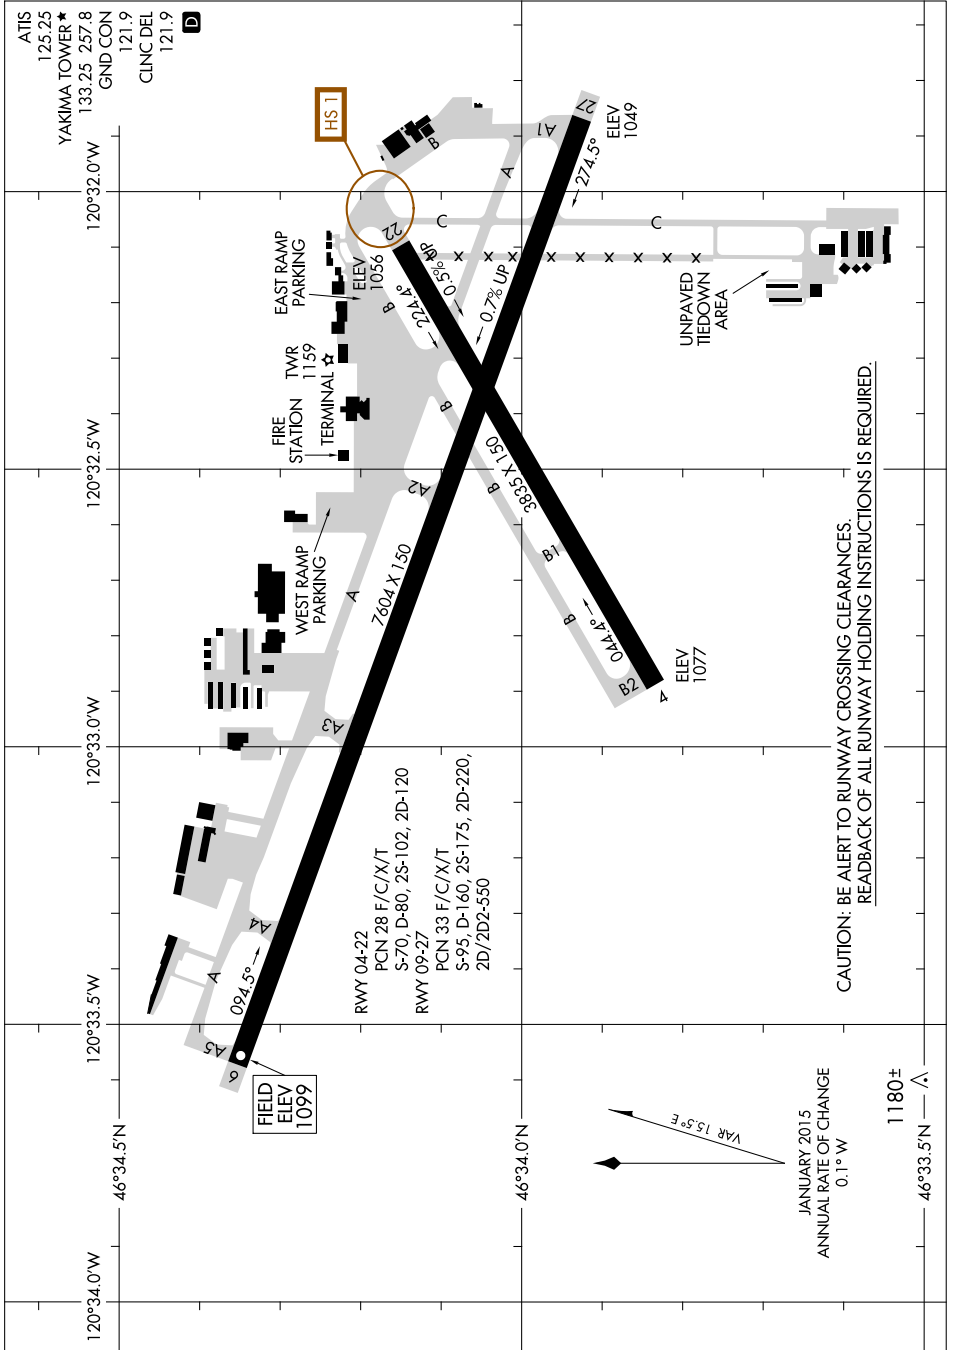 ATIS
125.25
YAKIMA TOWER★
133.25 257.8
GND CON
121.9
CLNC DEL
121.9
D
120°32.0'W
120°32.5'W
120°33.0'W
120°33.5'W
120°34.0'W
46°34.5'N
46°34.0'N
46°33.5'N
HS 1
B
A1
27
ELEV
1049
274.5°
A
C
C
22
ELEV
1056
0.5% UP
224.4°
0.7% UP
B
EAST RAMP
PARKING
TWR
1159
TERMINAL
FIRE
STATION
UNPAVED
TIEDOWN
AREA
B
A2
B
3835 X 150
B1
B
044.4°
B2
4
ELEV
1077
WEST RAMP
PARKING
A
7604 X 150
A3
A4
A
094.5°
A5
9
FIELD
ELEV
1099
RWY 04-22
PCN 28 F/C/X/T
S-70, D-80, 2S-102, 2D-120
RWY 09-27
PCN 33 F/C/X/T
S-95, D-160, 2S-175, 2D-220,
2D/2D2-550
CAUTION: BE ALERT TO RUNWAY CROSSING CLEARANCES.
READBACK OF ALL RUNWAY HOLDING INSTRUCTIONS IS REQUIRED.
VAR 15.5° E
JANUARY 2015
ANNUAL RATE OF CHANGE
0.1° W
1180±